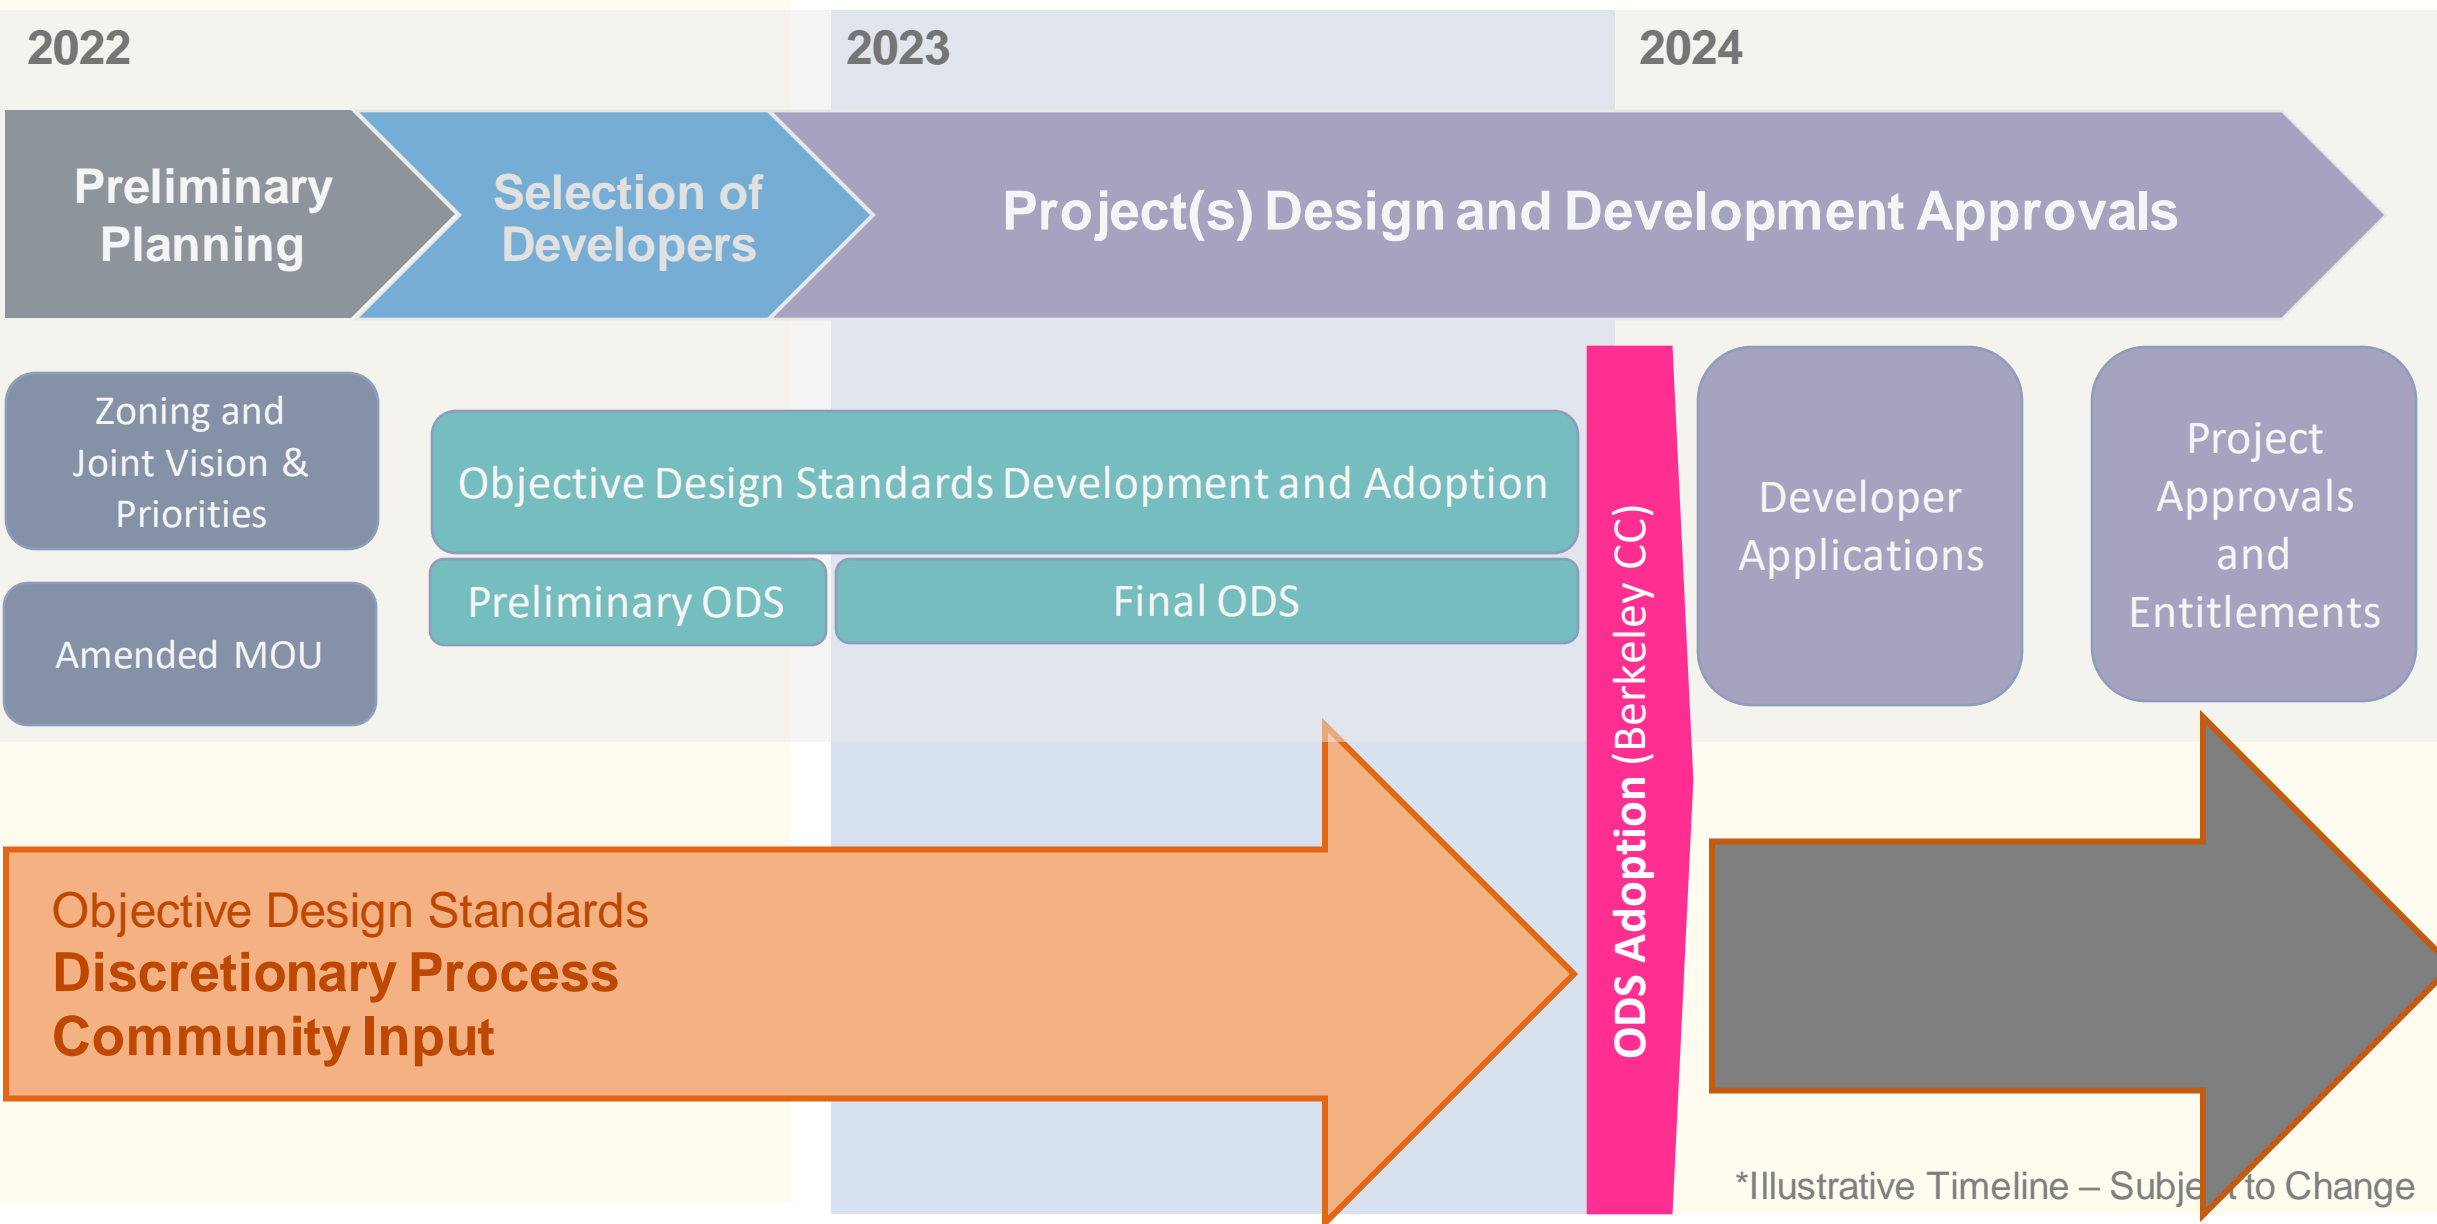 2022
2023
2024
Preliminary
Planning
Selection of
Developers
Project(s) Design and Development Approvals
Zoning and
Joint Vision &
Priorities
Amended MOU
Objective Design Standards Development and Adoption
Preliminary ODS
Final ODS
ODS Adoption (Berkeley CC)
Developer
Applications
Project
Approvals
and
Entitlements
Objective Design Standards
Discretionary Process
Community Input
*Illustrative Timeline – Subject to Change